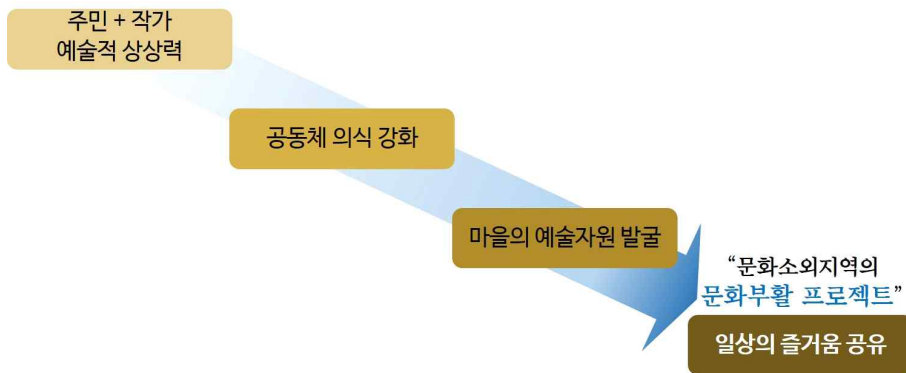 주민 + 작가
예술적 상상력
공동체 의식 강화
마을의 예술자원 발굴
“문화소외지역의
문화부활 프로젝트”
일상의 즐거움 공유